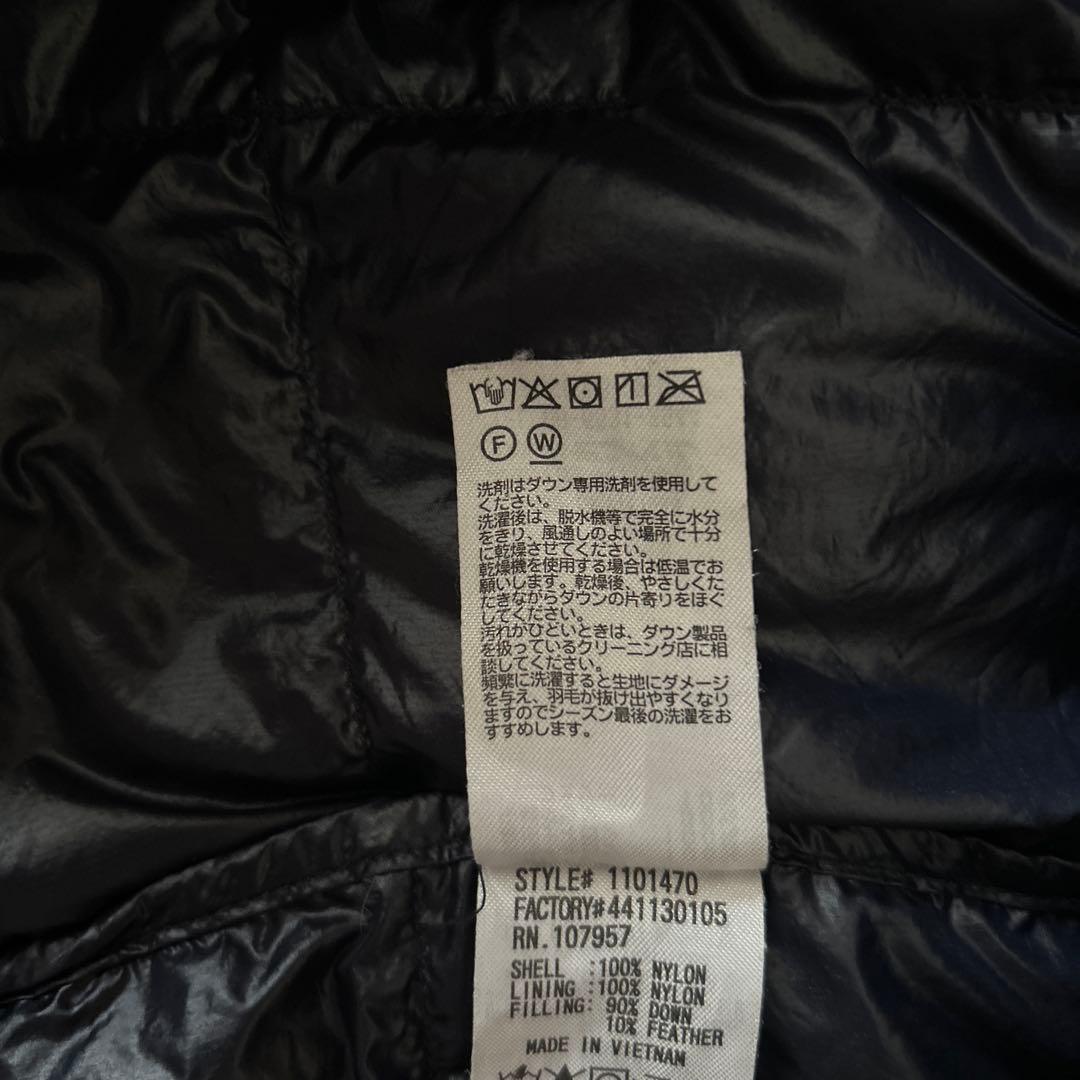 F W
洗剤はダウン専用洗剤を使用して
ください。
洗濯後は、脱水機等で完全に水分
をきり、風通しのよい場所で十分
に乾燥させてください。
乾燥機を使用する場合は低温でお
願いします。乾燥後、やさしくた
たきながらダウンの片寄りをほぐ
してください。
汚れがひどいときは、ダウン製品
を扱っているクリーニング店に相
談してください。
頻繁に洗濯すると生地にダメージ
を与え、羽毛が抜け出やすくなり
ますのでシーズン最後の洗濯をお
すすめします。
STYLE# 1101470
FACTORY#441130105
RN.107957
SHELL :100% NYLON
LINING :100% NYLON
FILLING: 90% DOWN
10% FEATHER
MADE IN VIETNAM